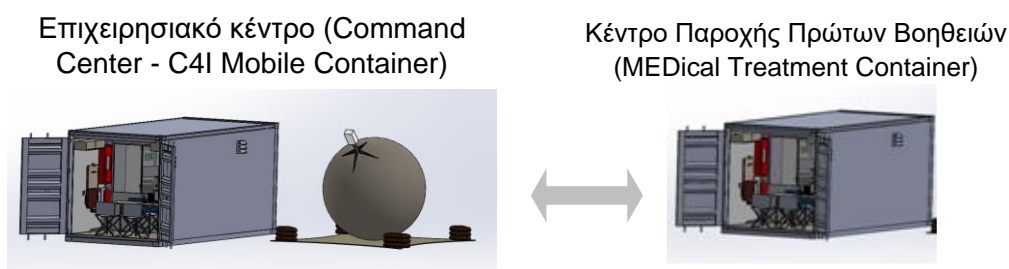 Επιχειρησιακό κέντρο (Command
Center - C4I Mobile Container)
Κέντρο Παροχής Πρώτων Βοηθειών
(MEDical Treatment Container)